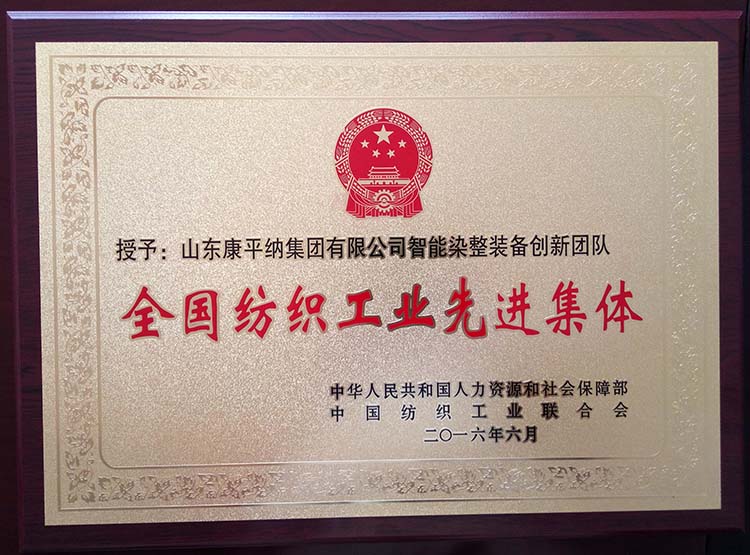 授予：山东康平纳集团有限公司智能染整装备创新团队
全国纺织工业先进集体
中华人民共和国人力资源和社会保障部
中国纺织工业联合会
二〇一六年六月